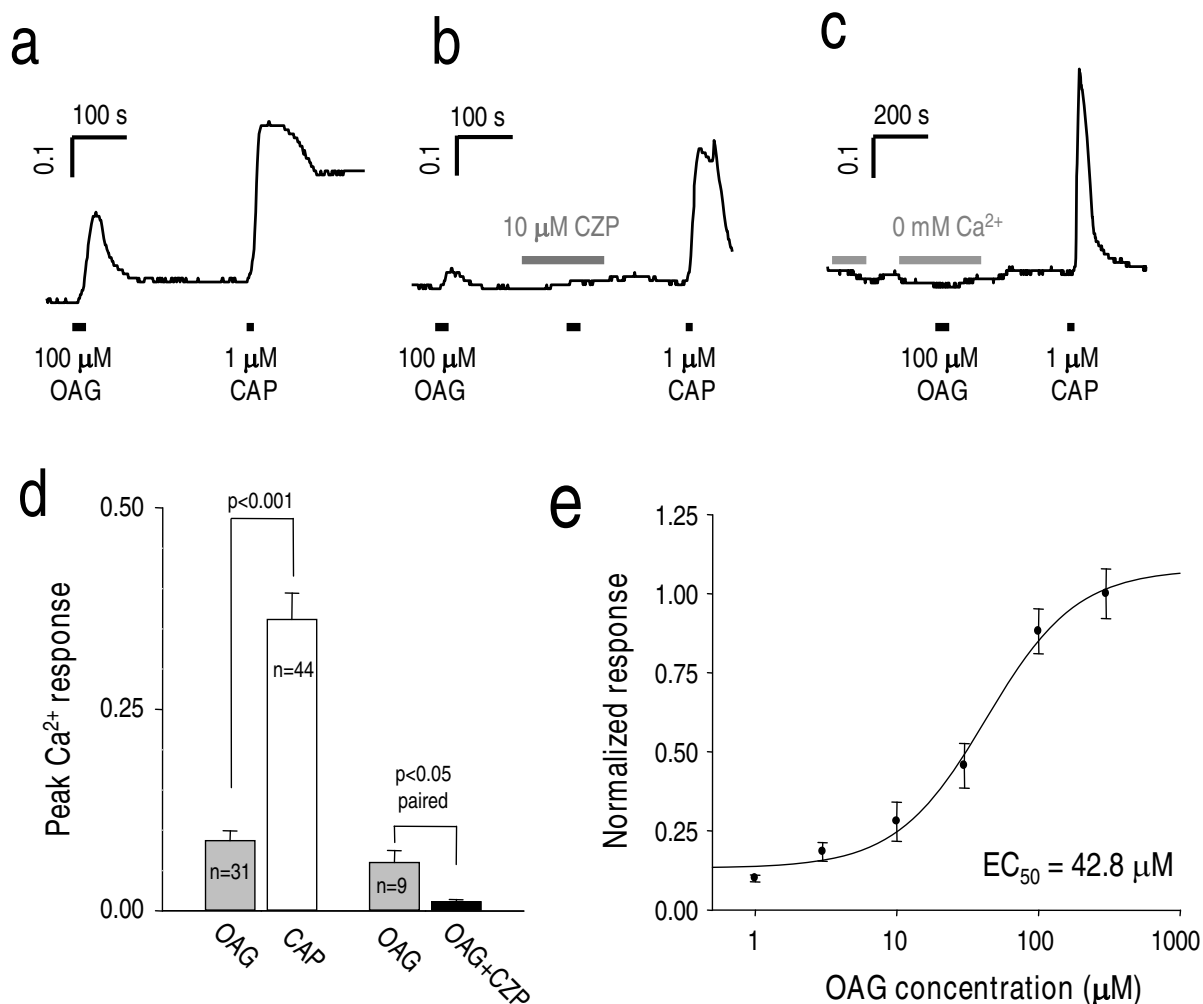 a
100 s
0.1
100 μM
OAG
1 μM
CAP
b
100 s
0.1
10 μM CZP
100 μM
OAG
1 μM
CAP
c
200 s
0.1
0 mM Ca²⁺
100 μM
OAG
1 μM
CAP
d
Peak Ca²⁺ response
0.50
0.25
0.00
p<0.001
n=31
n=44
p<0.05
paired
n=9
OAG
CAP
OAG
OAG+CZP
e
Normalized response
1.25
1.00
0.75
0.50
0.25
0.00
EC₅₀ = 42.8 μM
1
10
100
1000
OAG concentration (μM)